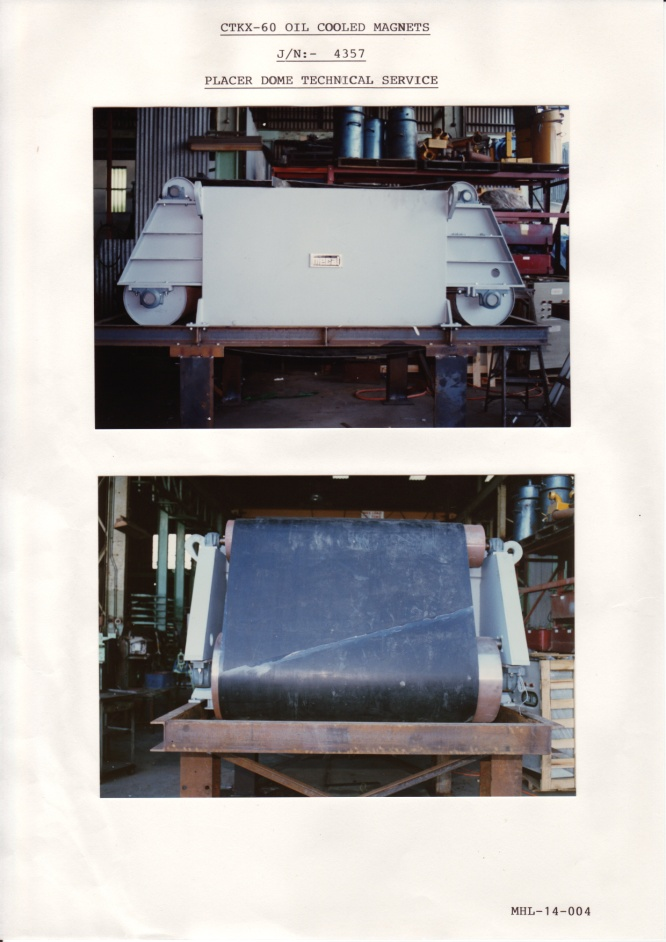 CTKX-60 OIL COOLED MAGNETS
J/N:- 4357
PLACER DOME TECHNICAL SERVICE
MHL-14-004